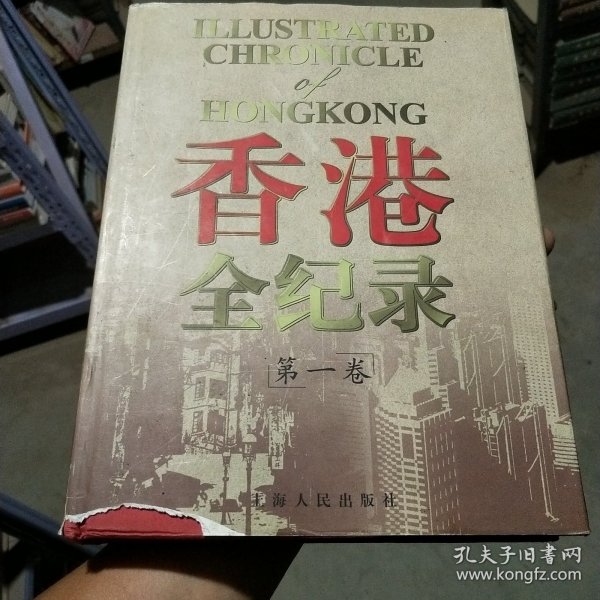 ILLUSTRATED
CHRONICLE
of
HONGKONG
香港
全纪录
第一卷
上海人民出版社
孔夫子旧书网
www.kongfz.com